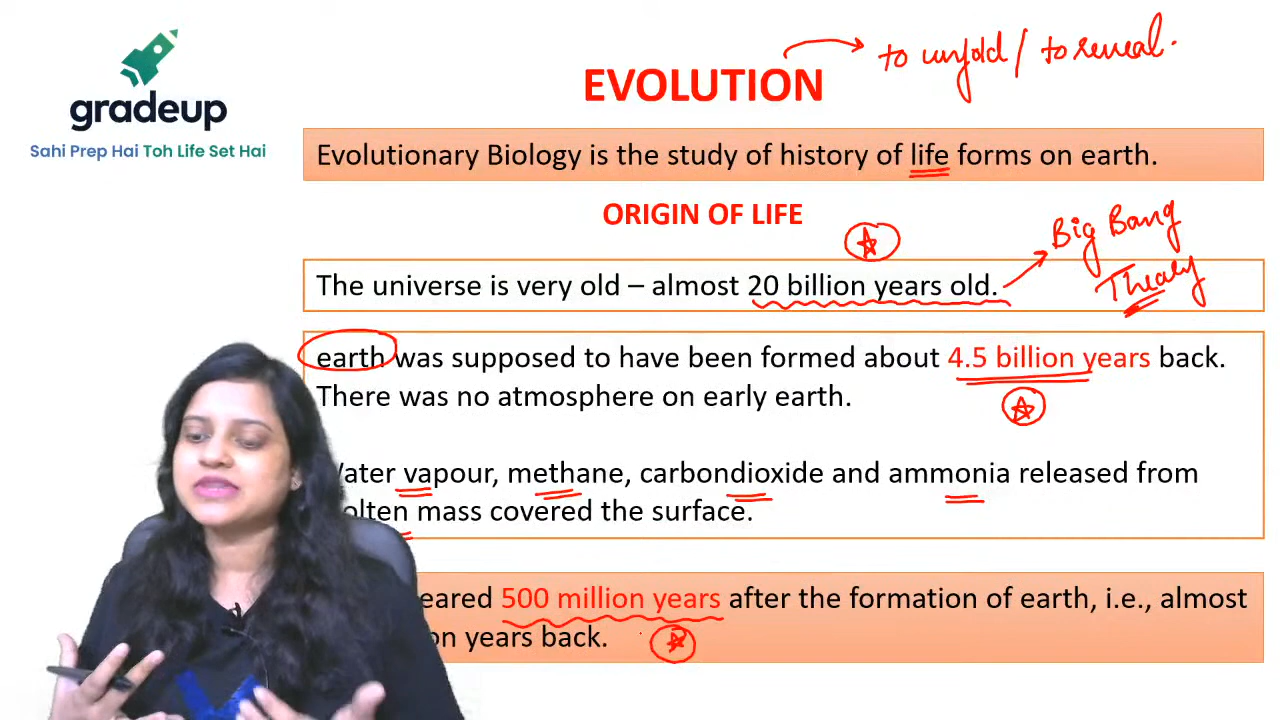 gradeup
Sahi Prep Hai Toh Life Set Hai
EVOLUTION
to unfold / to reveal.
Evolutionary Biology is the study of history of life forms on earth.
ORIGIN OF LIFE
The universe is very old – almost 20 billion years old.
Big Bang
Theory
earth was supposed to have been formed about 4.5 billion years back.
There was no atmosphere on early earth.
vapour, methane, carbondioxide and ammonia released from
mass covered the surface.
500 million years after the formation of earth, i.e., almost
years back.